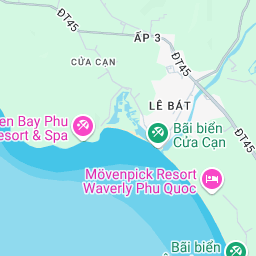 ĐT45
ẤP 3
ĐT45
CỬA CẠN
LÊ BÁT
ĐT45
en Bay Phu
esort & Spa
Bãi biển
Cửa Cạn
Mövenpick Resort
Waverly Phu Quoc
Bãi biển